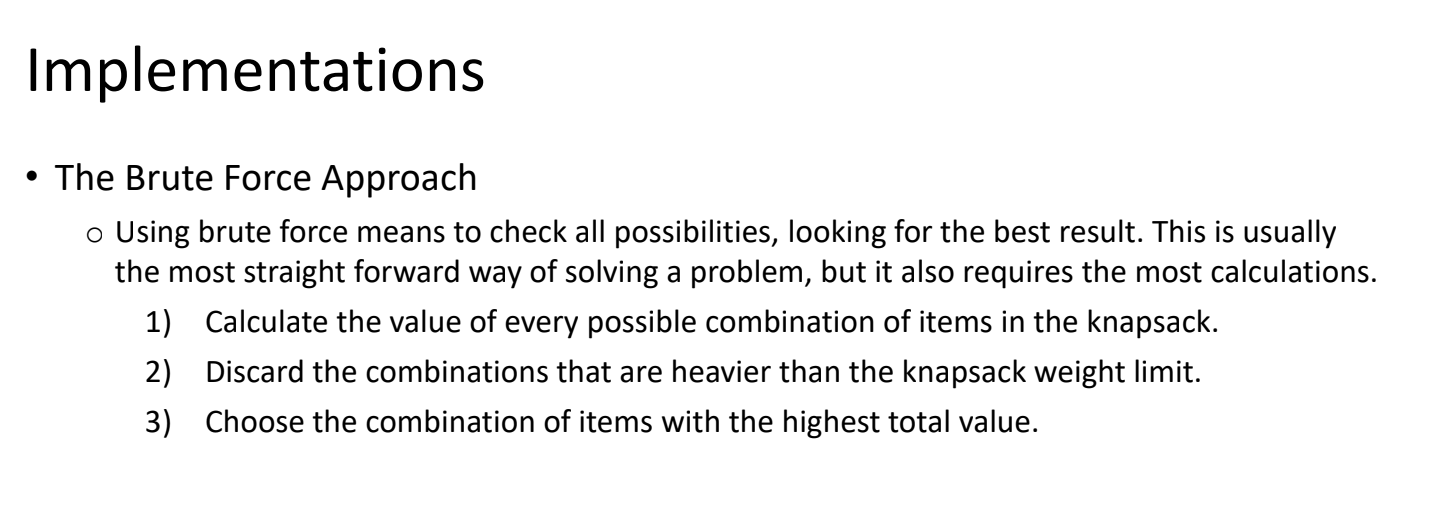 Implementations
• The Brute Force Approach
o Using brute force means to check all possibilities, looking for the best result. This is usually
the most straight forward way of solving a problem, but it also requires the most calculations.
1) Calculate the value of every possible combination of items in the knapsack.
2) Discard the combinations that are heavier than the knapsack weight limit.
3) Choose the combination of items with the highest total value.